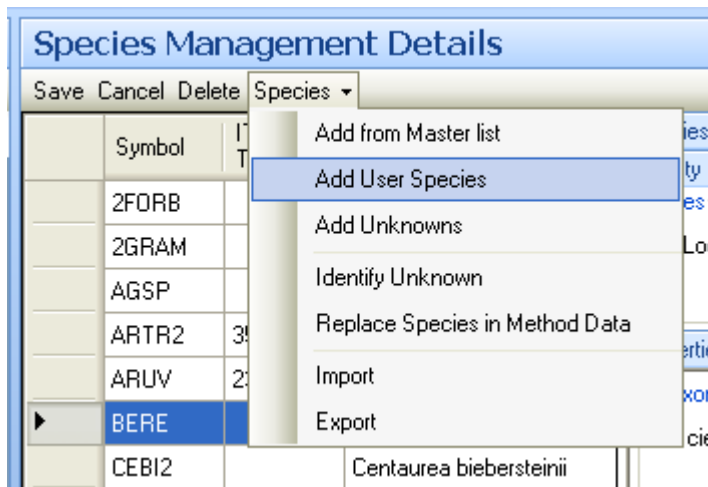 Species Management Details
Save Cancel Delete Species
Symbol
Add from Master list
Add User Species
Add Unknowns
Identify Unknown
Replace Species in Method Data
Import
Export
2FORB
2GRAM
AGSP
ARTR2
ARUV
BERE
CEBI2 Centaurea biebersteinii